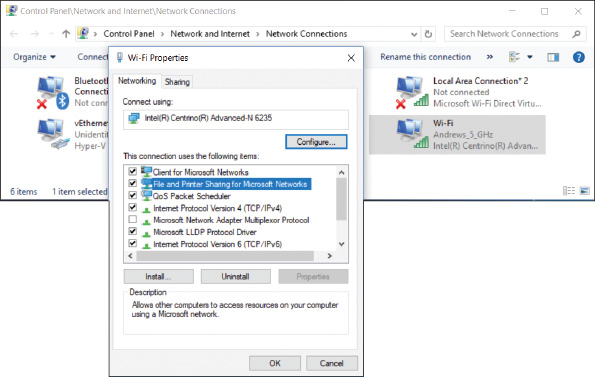 Control Panel\Network and Internet\Network Connections
Control Panel > Network and Internet > Network Connections
Search Network Connections
Organize
Connect
Rename this connection
»
Bluetooth
Connection
Not conn
vEthernet
Unidenti
Hyper-V
Local Area Connection* 2
Not connected
Microsoft Wi-Fi Direct Virtu...
Wi-Fi
Andrews_5_GHz
Intel(R) Centrino(R) Advan...
6 items
1 item selected
Wi-Fi Properties
Networking
Sharing
Connect using:
Intel(R) Centrino(R) Advanced-N 6235
Configure...
This connection uses the following items:
Client for Microsoft Networks
File and Printer Sharing for Microsoft Networks
QoS Packet Scheduler
Internet Protocol Version 4 (TCP/IPv4)
Microsoft Network Adapter Multiplexor Protocol
Microsoft LLDP Protocol Driver
Internet Protocol Version 6 (TCP/IPv6)
Install...
Uninstall
Properties
Description
Allows other computers to access resources on your computer
using a Microsoft network.
OK
Cancel